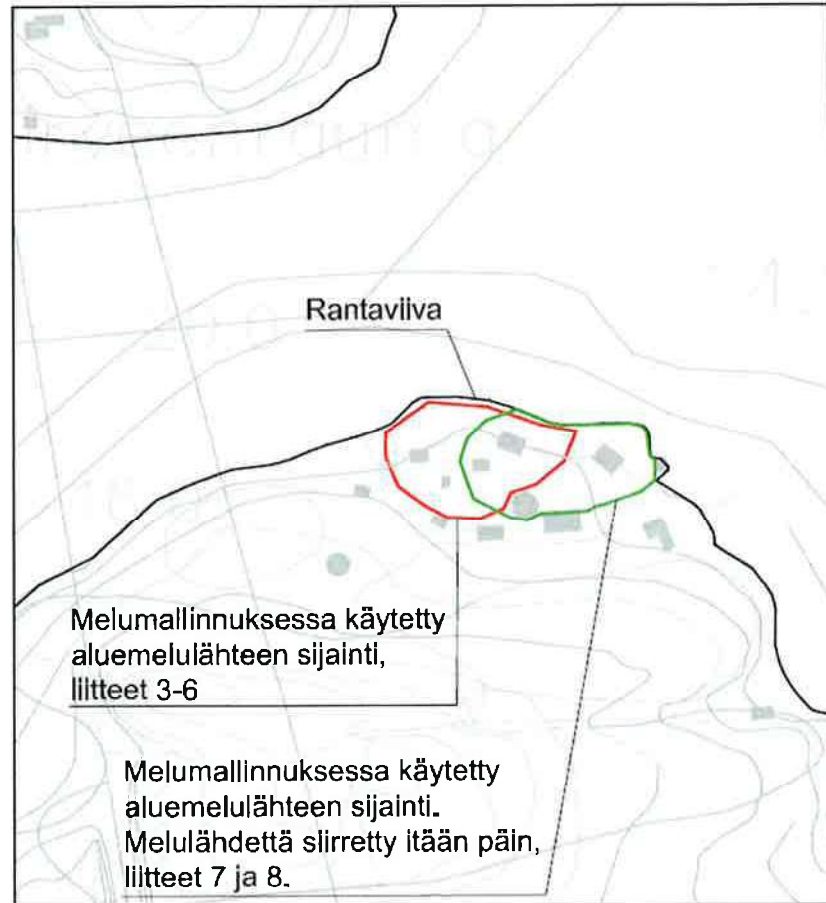 Rantaviiva
Melumallinnuksessa käytetty
aluemelulähteen sijainti,
liitteet 3-6
Melumallinnuksessa käytetty
aluemelulähteen sijainti.
Melulähdettä siirretty itään päin,
liitteet 7 ja 8.